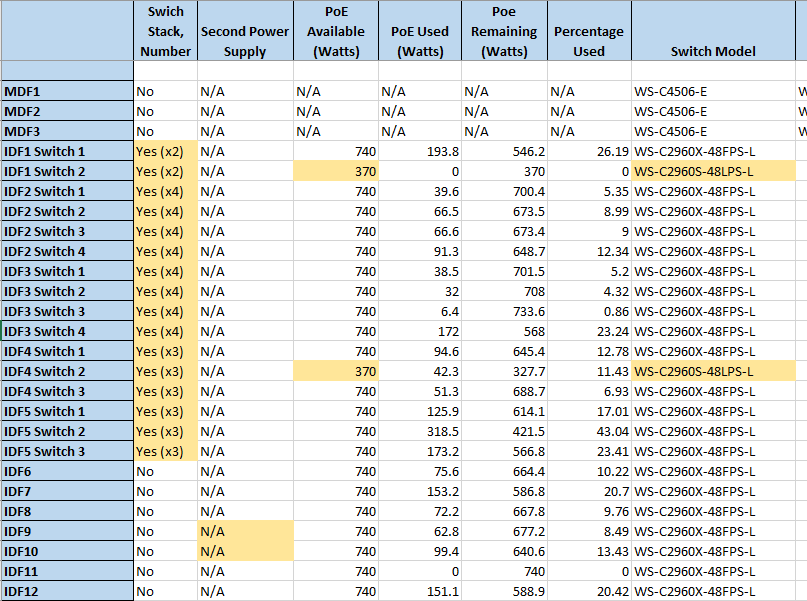 Swich Stack, Number | Second Power Supply | PoE Available (Watts) | PoE Used (Watts) | Poe Remaining (Watts) | Percentage Used | Switch Model
MDF1 No N/A N/A N/A N/A N/A WS-C4506-E W
MDF2 No N/A N/A N/A N/A N/A WS-C4506-E W
MDF3 No N/A N/A N/A N/A N/A WS-C4506-E W
IDF1 Switch 1 Yes (x2) N/A 740 193.8 546.2 26.19 WS-C2960X-48FPS-L
IDF1 Switch 2 Yes (x2) N/A 370 0 370 0 WS-C2960S-48LPS-L
IDF2 Switch 1 Yes (x4) N/A 740 39.6 700.4 5.35 WS-C2960X-48FPS-L
IDF2 Switch 2 Yes (x4) N/A 740 66.5 673.5 8.99 WS-C2960X-48FPS-L
IDF2 Switch 3 Yes (x4) N/A 740 66.6 673.4 9 WS-C2960X-48FPS-L
IDF2 Switch 4 Yes (x4) N/A 740 91.3 648.7 12.34 WS-C2960X-48FPS-L
IDF3 Switch 1 Yes (x4) N/A 740 38.5 701.5 5.2 WS-C2960X-48FPS-L
IDF3 Switch 2 Yes (x4) N/A 740 32 708 4.32 WS-C2960X-48FPS-L
IDF3 Switch 3 Yes (x4) N/A 740 6.4 733.6 0.86 WS-C2960X-48FPS-L
IDF3 Switch 4 Yes (x4) N/A 740 172 568 23.24 WS-C2960X-48FPS-L
IDF4 Switch 1 Yes (x3) N/A 740 94.6 645.4 12.78 WS-C2960X-48FPS-L
IDF4 Switch 2 Yes (x3) N/A 370 42.3 327.7 11.43 WS-C2960S-48LPS-L
IDF4 Switch 3 Yes (x3) N/A 740 51.3 688.7 6.93 WS-C2960X-48FPS-L
IDF5 Switch 1 Yes (x3) N/A 740 125.9 614.1 17.01 WS-C2960X-48FPS-L
IDF5 Switch 2 Yes (x3) N/A 740 318.5 421.5 43.04 WS-C2960X-48FPS-L
IDF5 Switch 3 Yes (x3) N/A 740 173.2 566.8 23.41 WS-C2960X-48FPS-L
IDF6 No N/A 740 75.6 664.4 10.22 WS-C2960X-48FPS-L
IDF7 No N/A 740 153.2 586.8 20.7 WS-C2960X-48FPS-L
IDF8 No N/A 740 72.2 667.8 9.76 WS-C2960X-48FPS-L
IDF9 No N/A 740 62.8 677.2 8.49 WS-C2960X-48FPS-L
IDF10 No N/A 740 99.4 640.6 13.43 WS-C2960X-48FPS-L
IDF11 No N/A 740 0 740 0 WS-C2960X-48FPS-L
IDF12 No N/A 740 151.1 588.9 20.42 WS-C2960X-48FPS-L